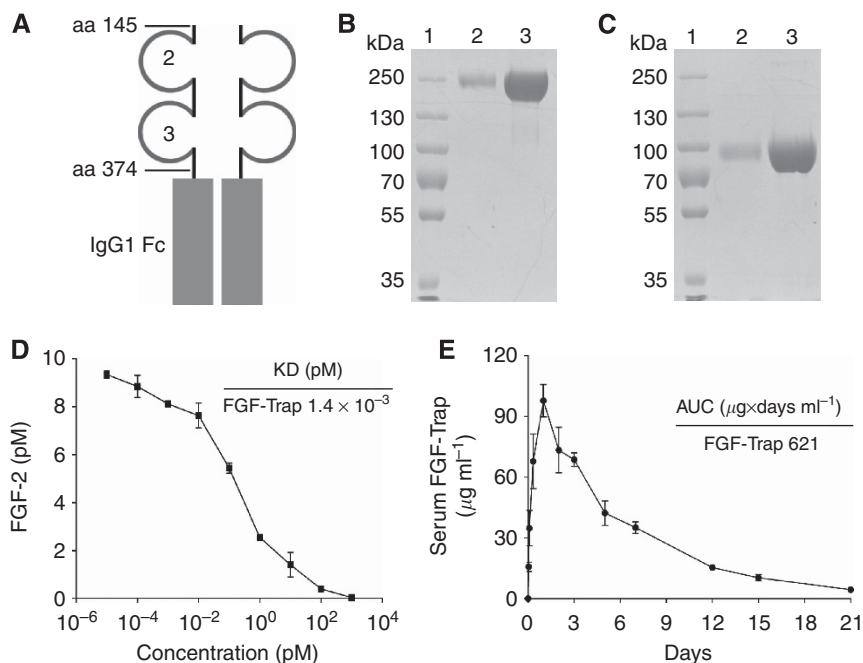 A
aa 145
2
3
aa 374
IgG1 Fc
B
kDa 1 2 3
250
130
100
70
55
35
C
kDa 1 2 3
250
130
100
70
55
35
D
10
8
6
4
2
0
FGF-2 (pM)
KD (pM)
FGF-Trap 1.4 × 10⁻³
10⁻⁶ 10⁻⁴ 10⁻² 10⁰ 10² 10⁴
Concentration (pM)
E
120
90
60
30
0
Serum FGF-Trap
(μg ml⁻¹)
AUC (μg×days ml⁻¹)
FGF-Trap 621
0 3 6 9 12 15 18 21
Days